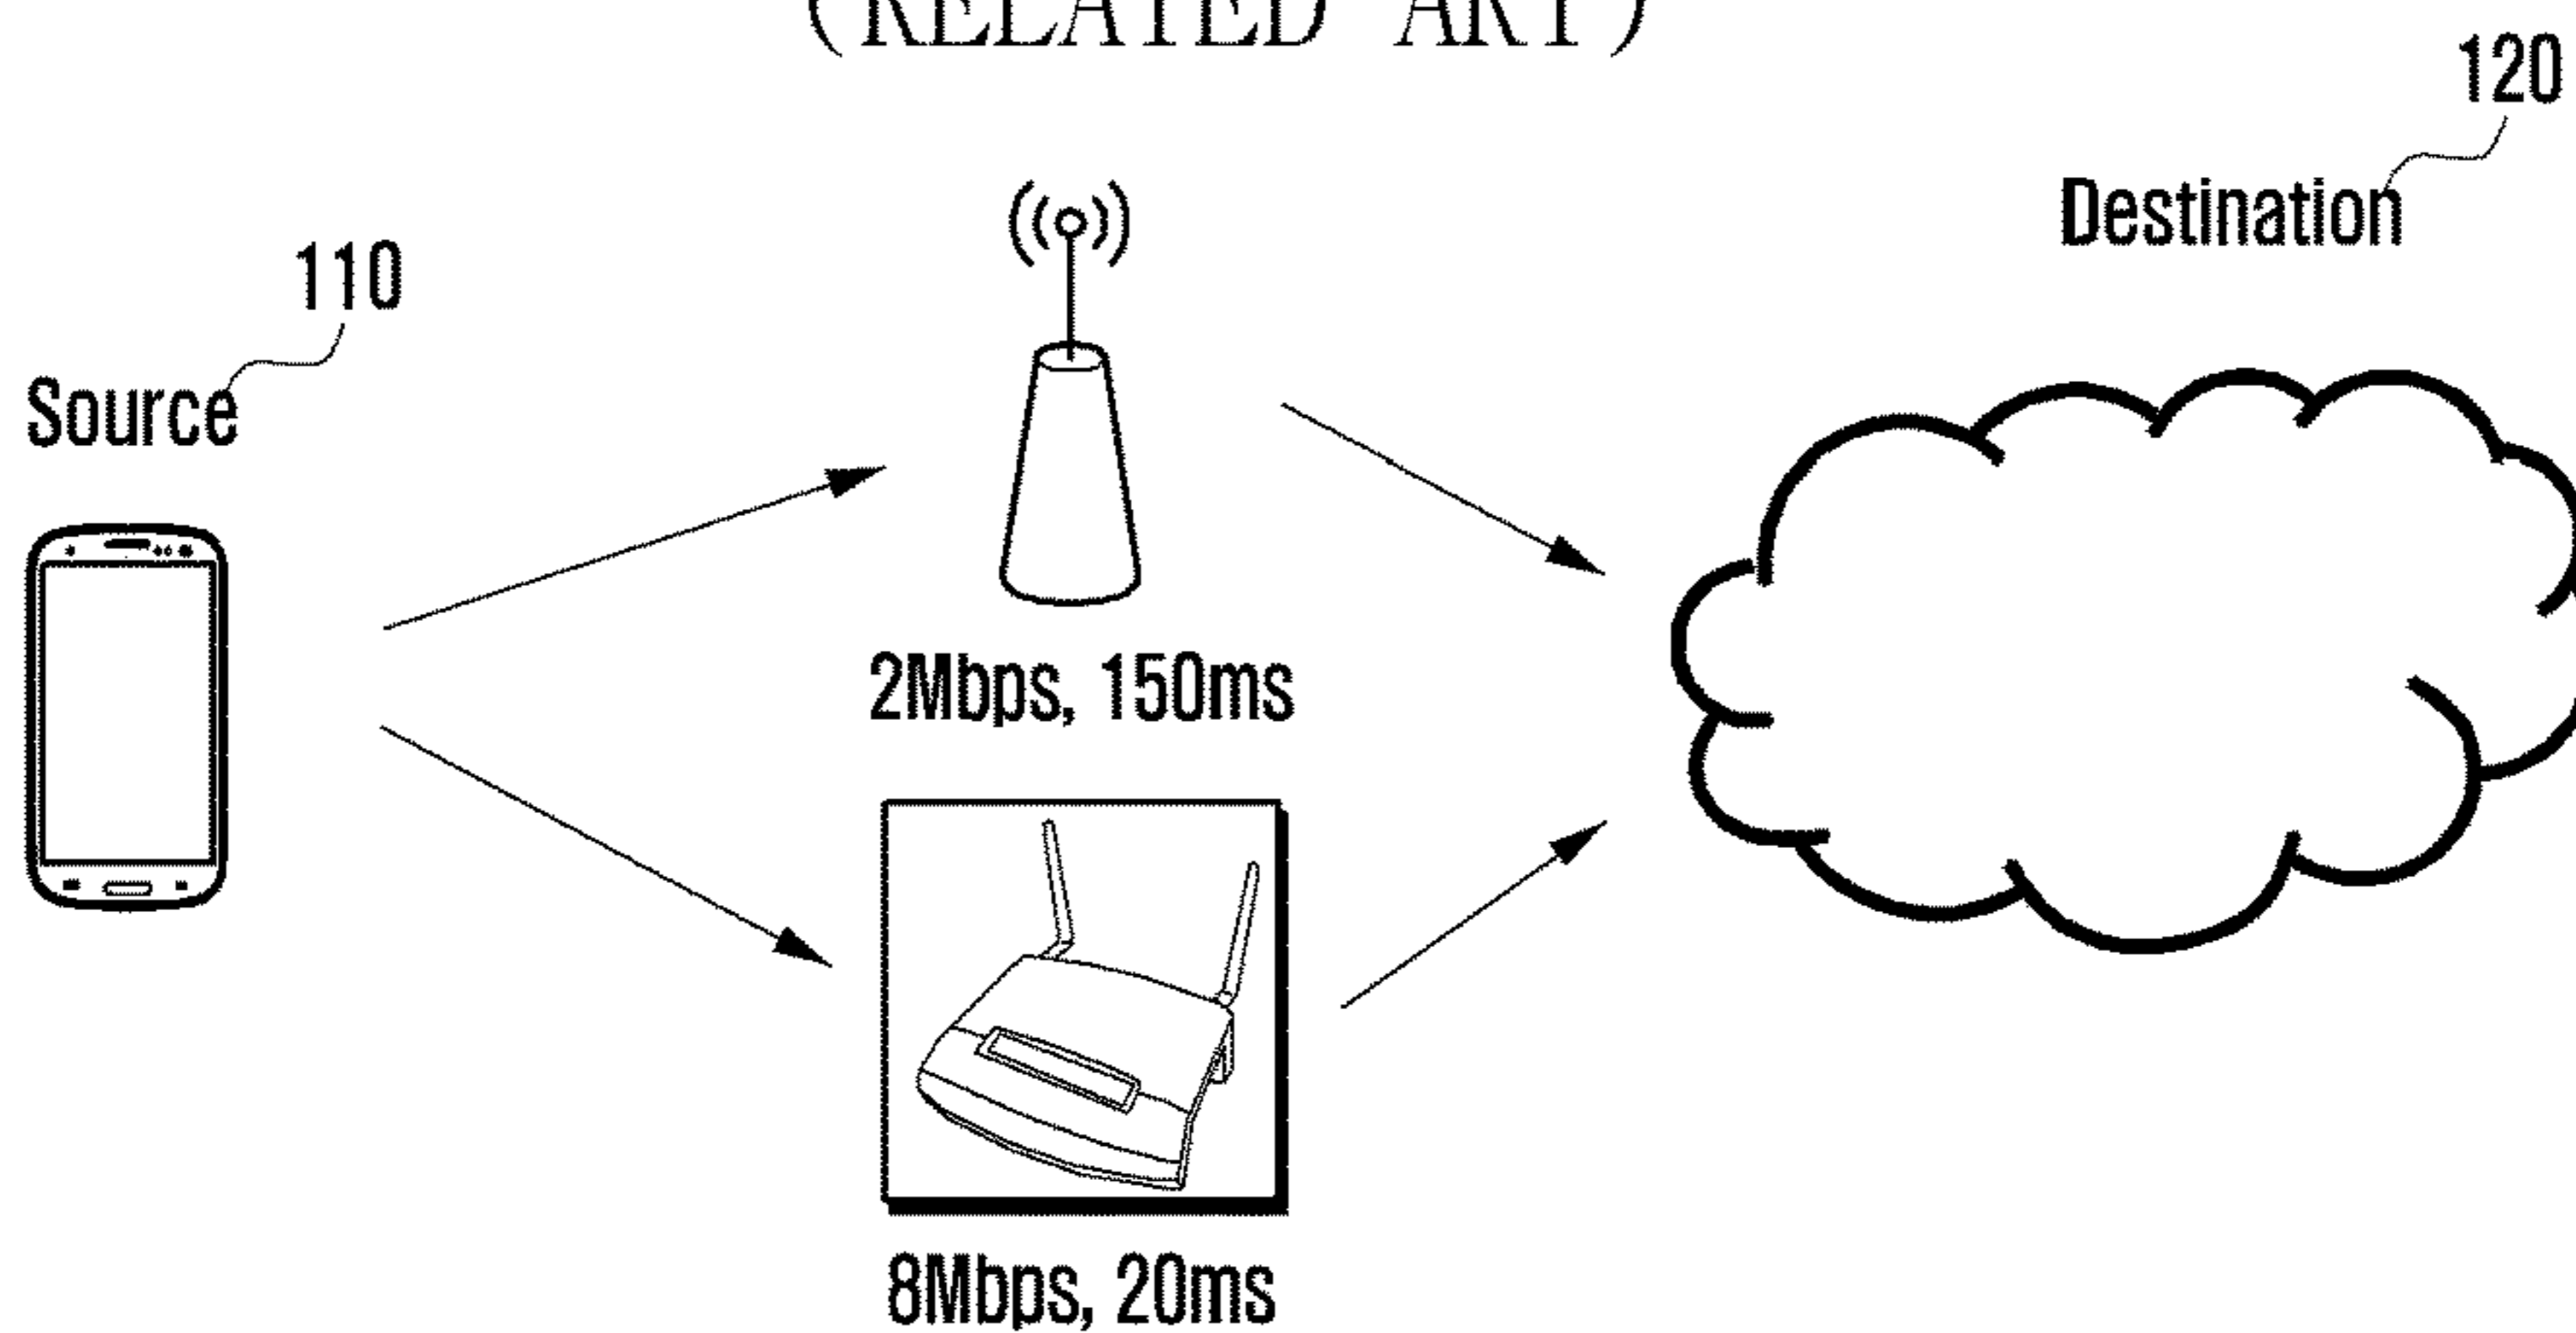 (RELATED ART)
120
Destination
110
Source
2Mbps, 150ms
8Mbps, 20ms